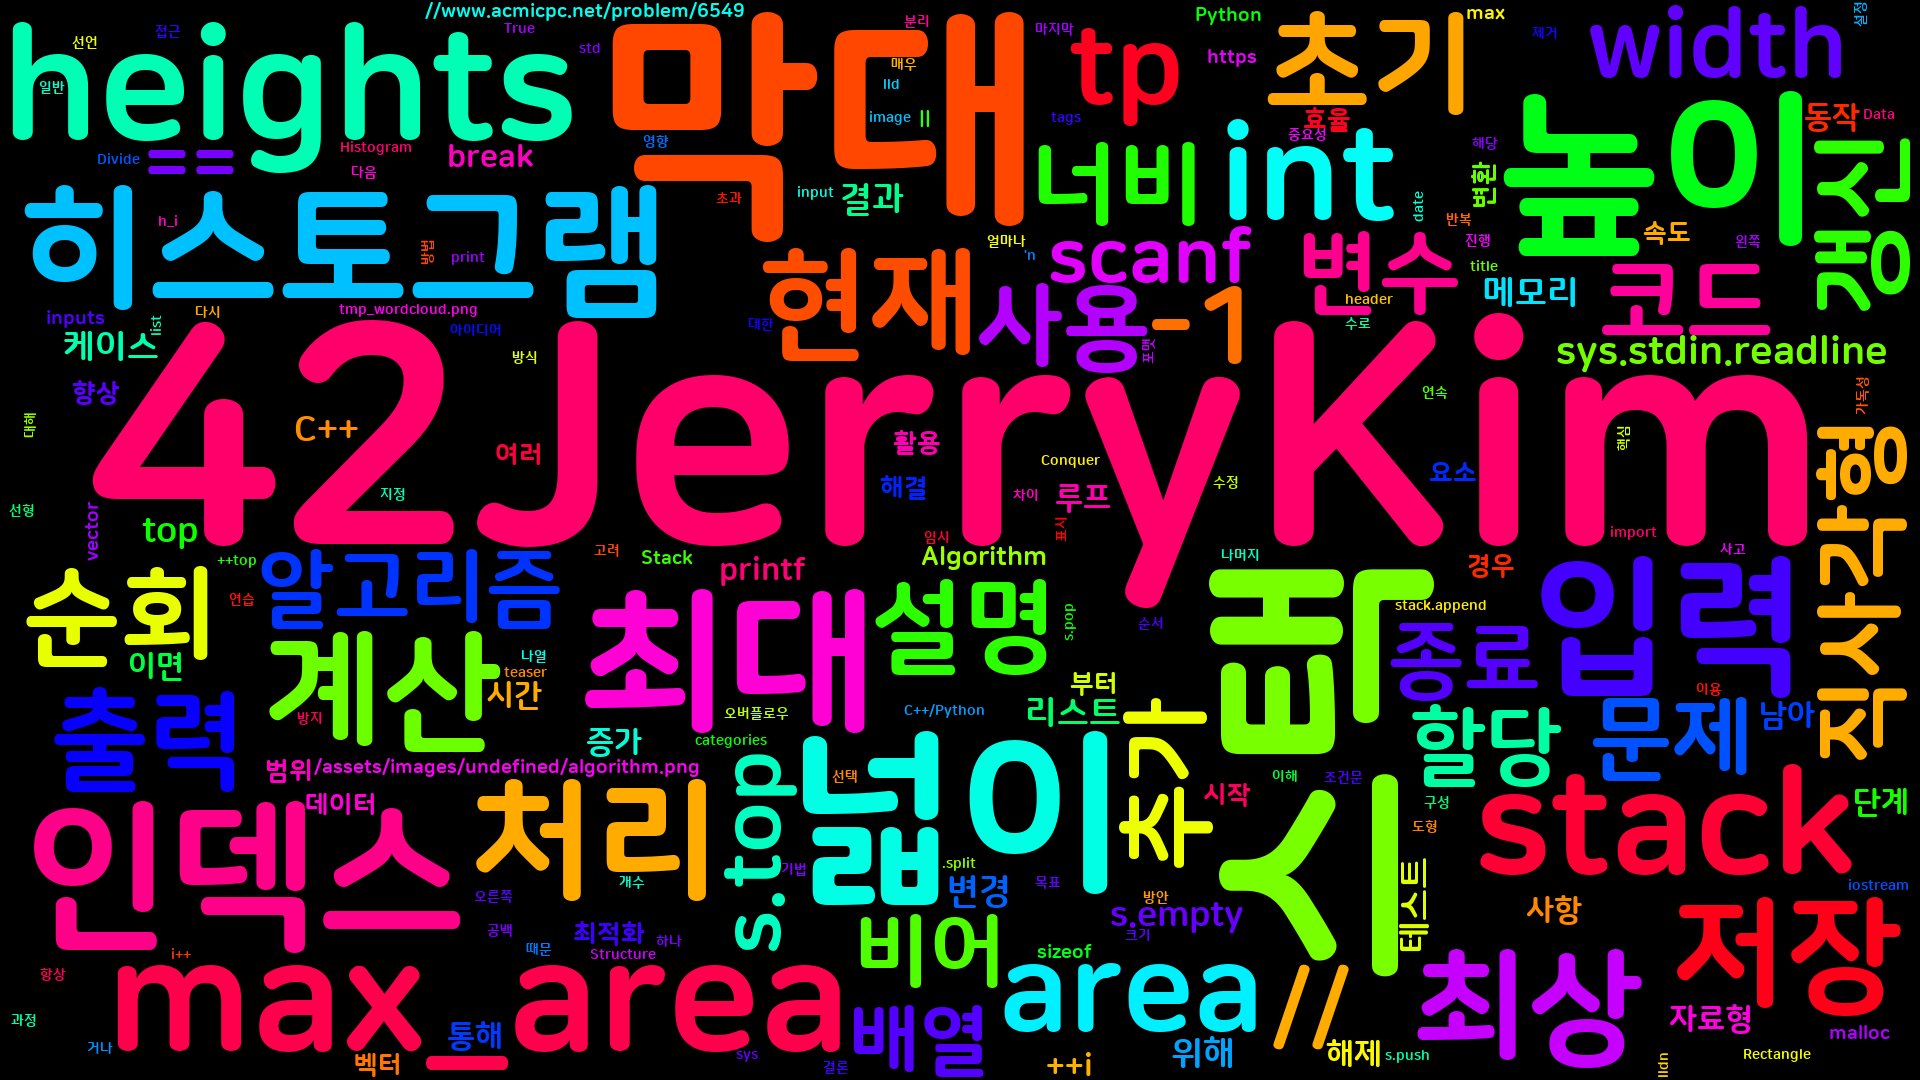 //www.acmicpc.net/problem/6549
heights
선언
접근
True
std
막대
분리
매우
lld
image
||
마지막
tp
Python
https
초기
max
제거
width
설정
일반
Divide
==
Histogram
다음
break
영향
초과
input
결과
tags
너비
int
효율
중요성
해당
변환
높이
동작
Data
갱신
히스토그램
h_i
방법
print
현재
얼마나
'n
scanf
date
반복
진행
변수
title
속도
왼쪽
메모리
코드
inputs
케이스
list
다시
tmp_wordcloud.png
아이디어
방식
대한
사용
-1
포맷
header
수로
sys.stdin.readline
향상
대해
42JerryKim
C++
여러
지정
활용
해결
Conquer
차이
루프
표시
수정
연속
요소
핵심
가독성
직사각형
선형
vector
top
++top
연습
알고리즘
고려
Stack
printf
임시
Algorithm
나머지
import
사고
경우
stack.append
순회
이면
계산
나열
teaser
시간
최대
설명
s.pop
순서
스택
종료
입력
이용
출력
방지
범위
/assets/images/undefined/algorithm.png
데이터
증가
오버플로우
categories
C++/Python
부터
리스트
추가
이해
조건문
할당
문제
남아
인덱스
처리
s.top
선택
넓이
.split
기법
개수
오른쪽
공백
변경
목표
시작
방안
시
구성
도형
테스트
stack
단계
iostream
사항
i++
항상
과정
거나
max_area
통해
벡터
때문
최적화
하나
Structure
sys
결론
비어
배열
sizeof
area
s.empty
크기
++i
위해
//
해제
s.push
최상
저장
자료형
malloc
lldn
Rectangle